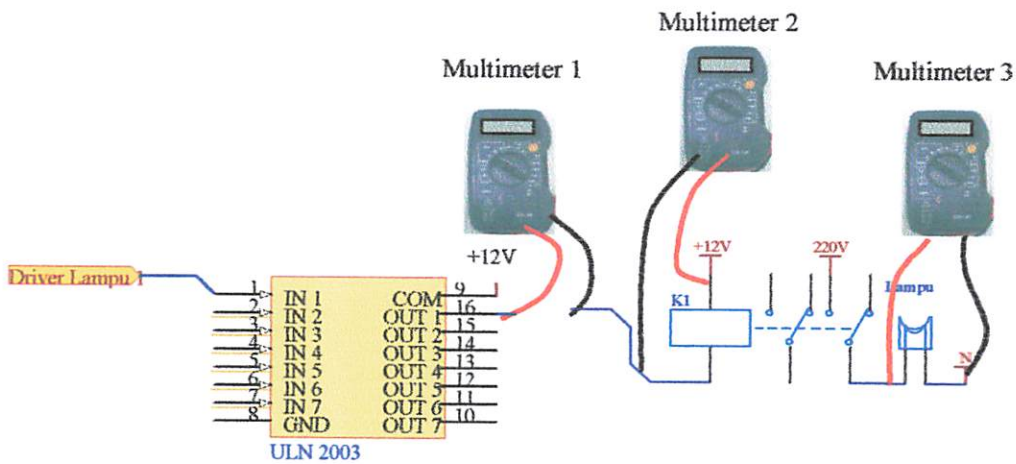 Multimeter 2
Multimeter 1
Multimeter 3
+12V
+12V
220V
Driver Lampu 1
K1
Lampu
N
1 IN 1
2 IN 2
3 IN 3
4 IN 4
5 IN 5
6 IN 6
7 IN 7
8 GND
COM 9
OUT 1 16
OUT 2 15
OUT 3 14
OUT 4 13
OUT 5 12
OUT 6 11
OUT 7 10
ULN 2003